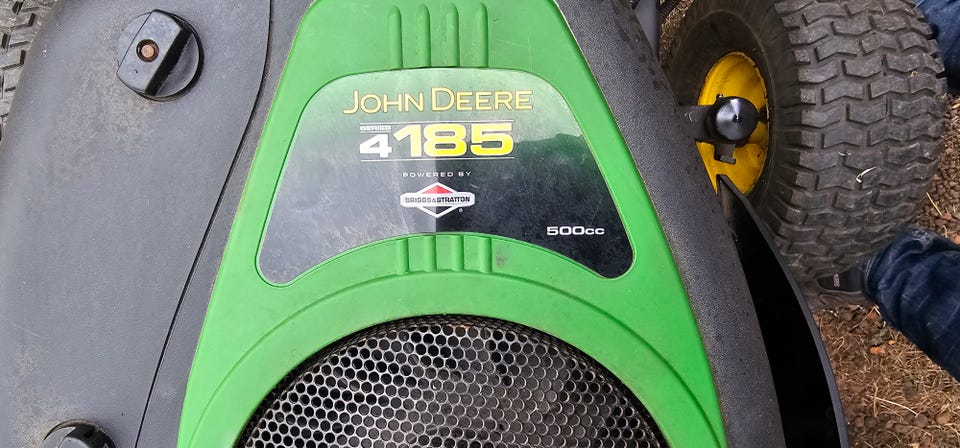 JOHN DEERE
SERIES
4185
POWERED BY
BRIGGS&STRATTON
500cc